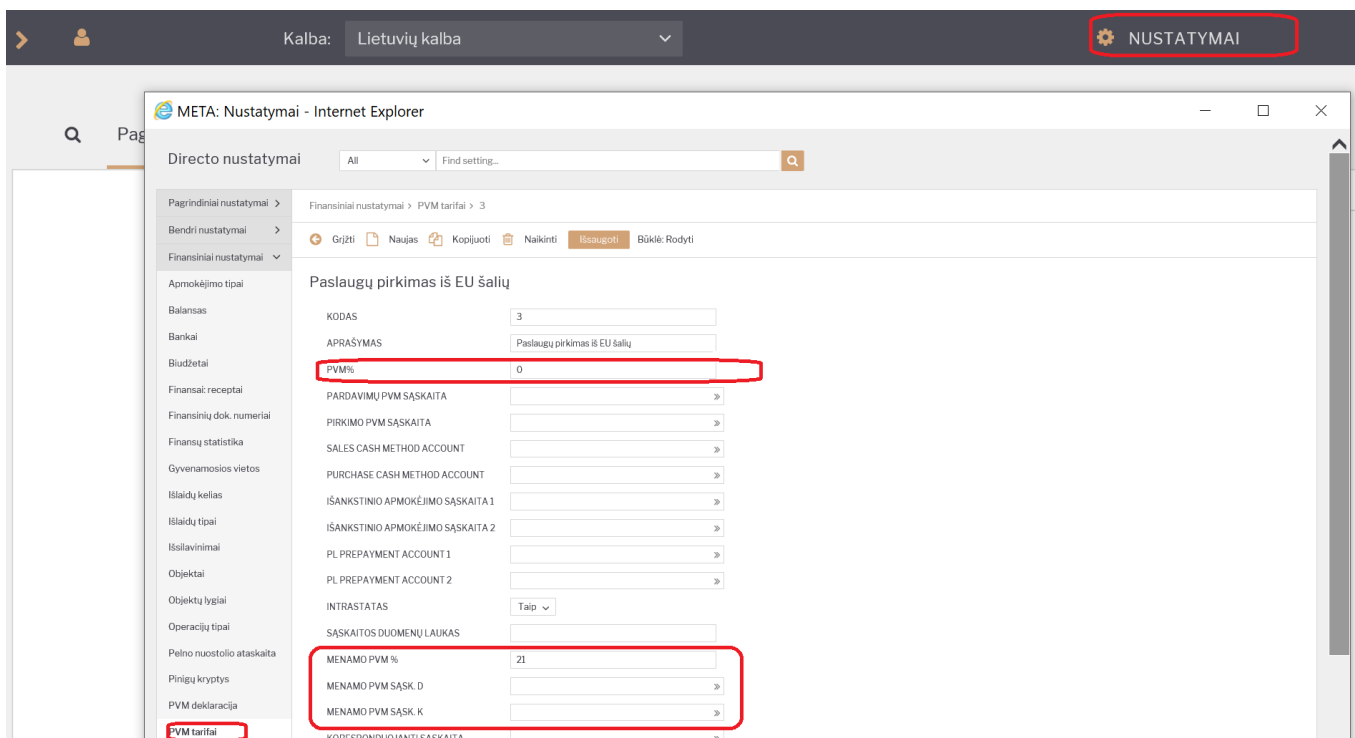 Kalba: Lietuvių kalba NUSTATYMAI
META: Nustatymai - Internet Explorer
Directo nustatymai All Find setting...
Pagrindiniai nustatymai
Bendri nustatymai
Finansiniai nustatymai
Apmokėjimo tipai
Balansas
Bankai
Biudžetai
Finansai: receptai
Finansinių dok. numeriai
Finansų statistika
Gyvenamosios vietos
Išlaidų kelias
Išlaidų tipai
Išsilavinimai
Objektai
Objektų lygiai
Operacijų tipai
Pelno nuostolio ataskaita
Pinigų kryptys
PVM deklaracija
PVM tarifai
Finansiniai nustatymai > PVM tarifai > 3
Grįžti Naujas Kopijuoti Naikinti Išsaugoti Būklė: Rodyti
Paslaugų pirkimas iš EU šalių
KODAS 3
APRAŠYMAS Paslaugų pirkimas iš EU šalių
PVM% 0
PARDAVIMŲ PVM SĄSKAITA
PIRKIMO PVM SĄSKAITA
SALES CASH METHOD ACCOUNT
PURCHASE CASH METHOD ACCOUNT
IŠANKSTINIO APMOKĖJIMO SĄSKAITA 1
IŠANKSTINIO APMOKĖJIMO SĄSKAITA 2
PL PREPAYMENT ACCOUNT 1
PL PREPAYMENT ACCOUNT 2
INTRASTATAS Taip
SĄSKAITOS DUOMENŲ LAUKAS
MENAMO PVM % 21
MENAMO PVM SĄSK. D
MENAMO PVM SĄSK. K
KORESPONDUOJANTI SĄSKAITA